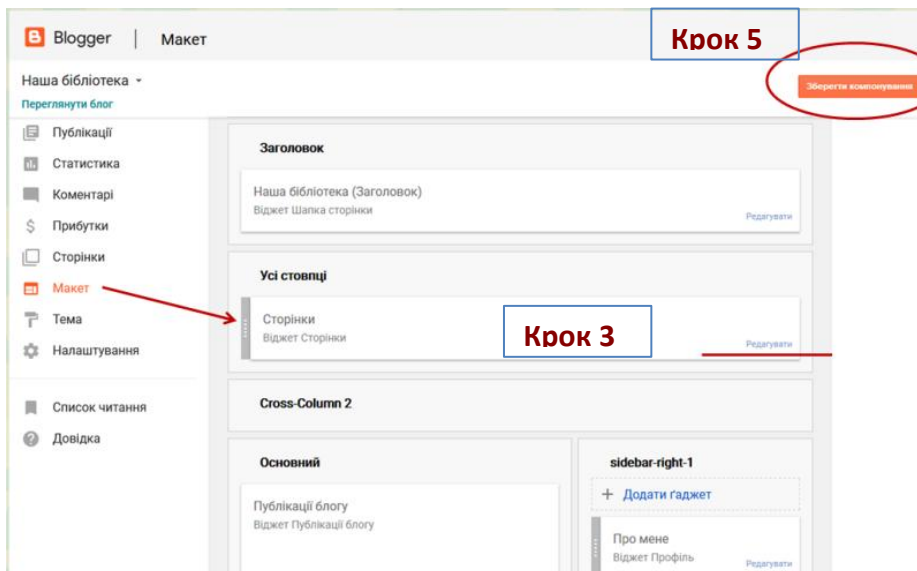 Blogger | Макет
Крок 5
Наша бібліотека
Зберегти компонування
Переглянути блог
Публікації
Статистика
Коментарі
Прибутки
Сторінки
Макет
Тема
Налаштування
Список читання
Довідка
Заголовок
Наша бібліотека (Заголовок)
Віджет Шапка сторінки
Редагувати
Усі стовпці
Сторінки
Віджет Сторінки
Крок 3
Редагувати
Cross-Column 2
Основний
Публікації блогу
Віджет Публікації блогу
sidebar-right-1
+ Додати ґаджет
Про мене
Віджет Профіль
Редагувати